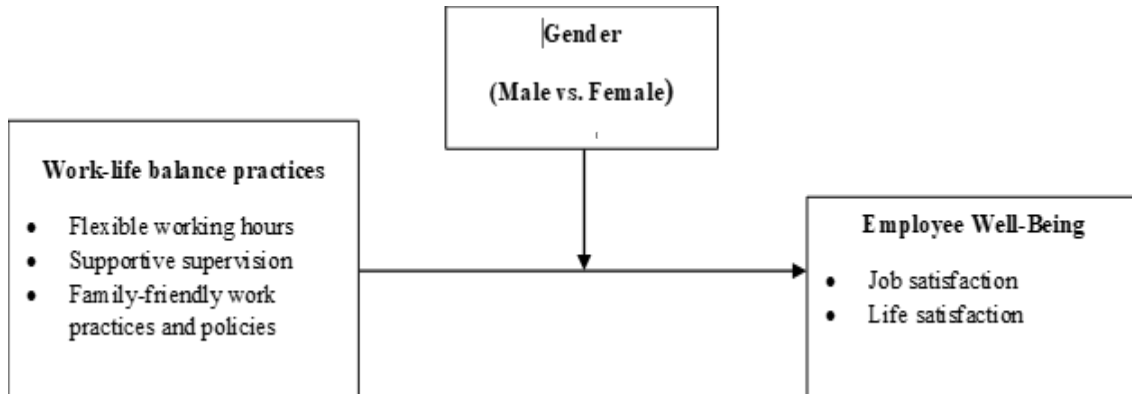 Gender
(Male vs. Female)
Work-life balance practices
• Flexible working hours
• Supportive supervision
• Family-friendly work
practices and policies
Employee Well-Being
• Job satisfaction
• Life satisfaction